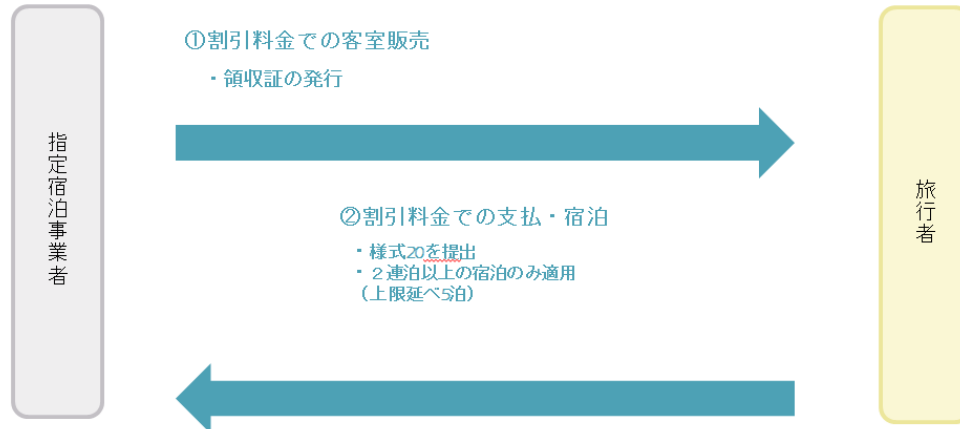 指定宿泊事業者
①割引料金での客室販売
・領収証の発行
②割引料金での支払・宿泊
・様式20を提出
・２連泊以上の宿泊のみ適用
（上限延べ5泊）
旅行者